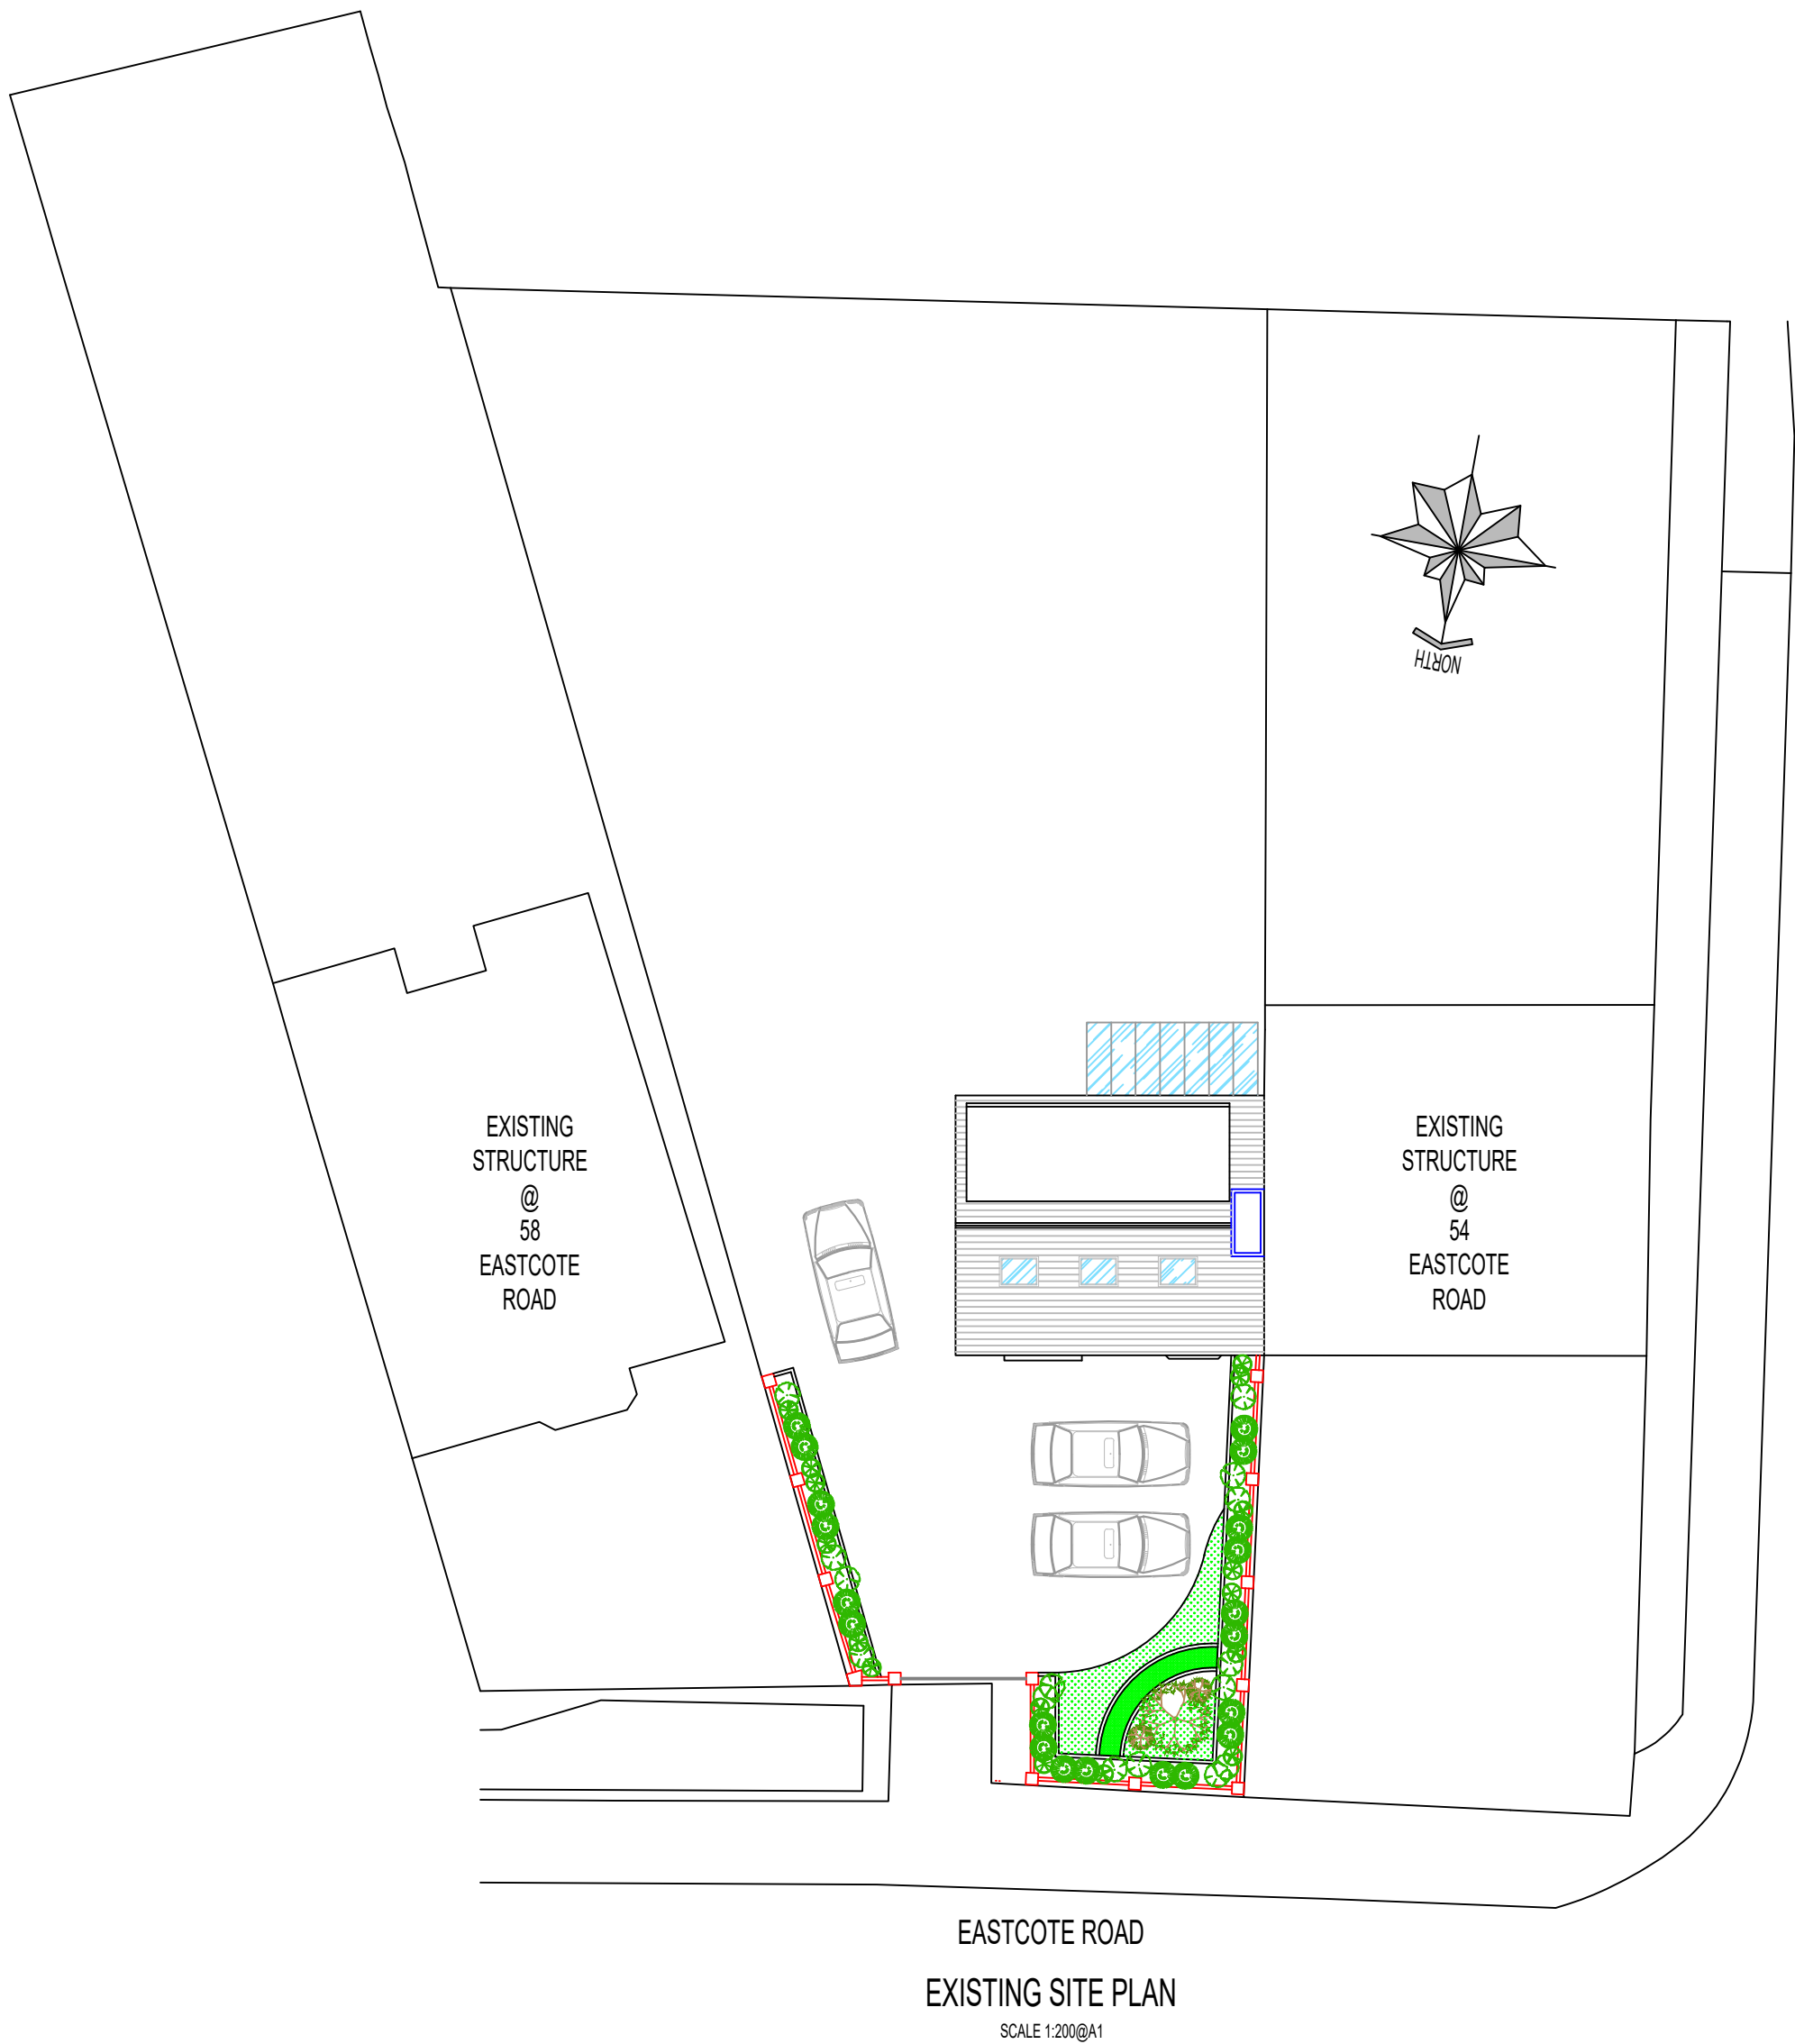 NORTH
EXISTING
STRUCTURE
@
58
EASTCOTE
ROAD
EXISTING
STRUCTURE
@
54
EASTCOTE
ROAD
EASTCOTE ROAD
EXISTING SITE PLAN
SCALE 1:200@A1